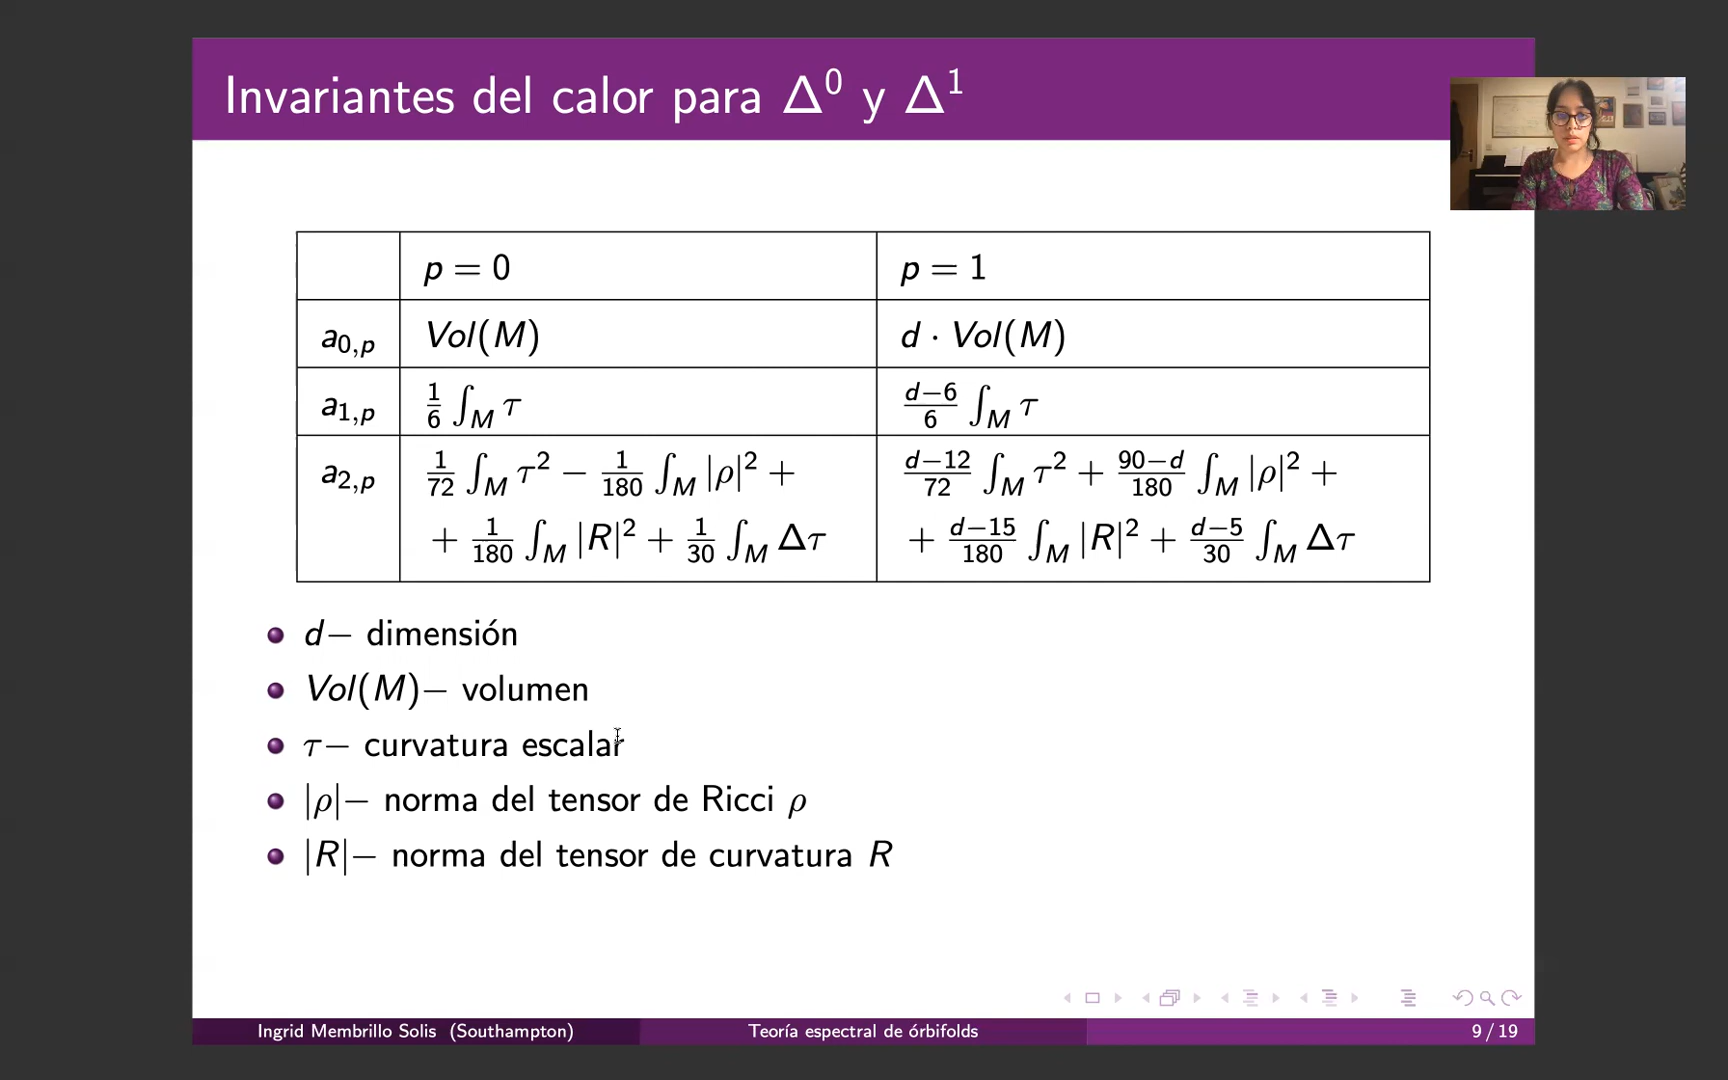 Invariantes del calor para Δ⁰ y Δ¹
p = 0 p = 1
a₀,ₚ Vol(M) d · Vol(M)
a₁,ₚ 1/6 ∫_M τ (d−6)/6 ∫_M τ
a₂,ₚ 1/72 ∫_M τ² − 1/180 ∫_M |ρ|² + (d−12)/72 ∫_M τ² + (90−d)/180 ∫_M |ρ|² +
+ 1/180 ∫_M |R|² + 1/30 ∫_M Δτ + (d−15)/180 ∫_M |R|² + (d−5)/30 ∫_M Δτ
d− dimensión
Vol(M)− volumen
τ− curvatura escalar
|ρ|− norma del tensor de Ricci ρ
|R|− norma del tensor de curvatura R
Ingrid Membrillo Solis (Southampton) Teoría espectral de órbifolds 9 / 19